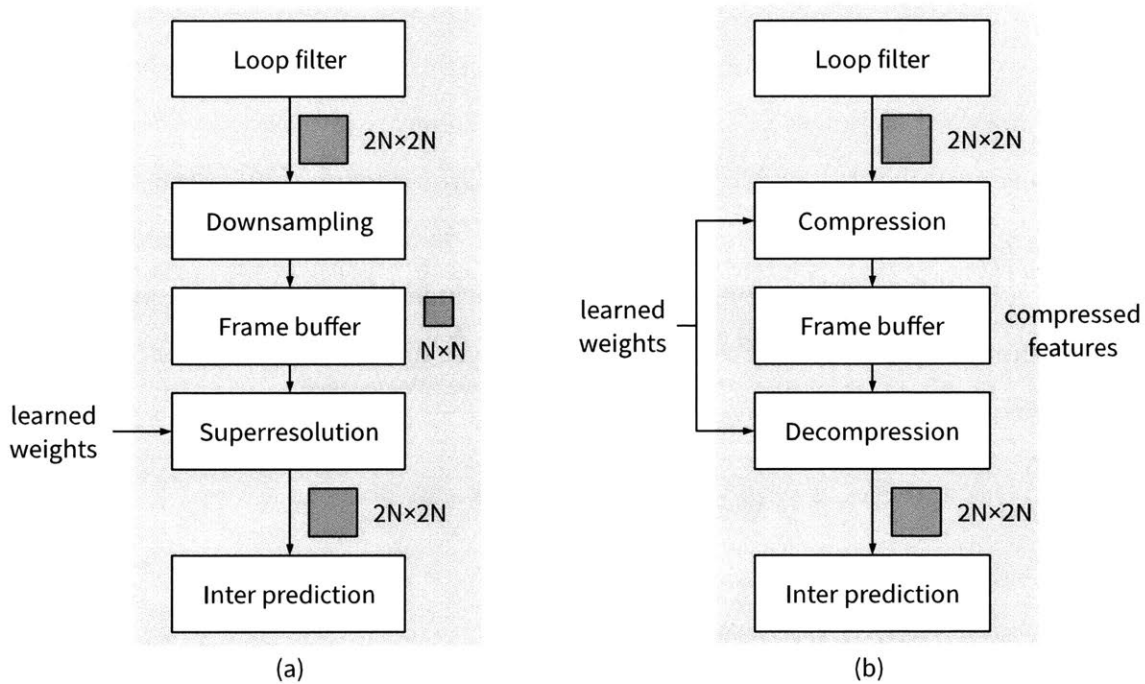 Loop filter
2N×2N
Downsampling
Frame buffer
N×N
learned
weights
Superresolution
2N×2N
Inter prediction
(a)
Loop filter
2N×2N
Compression
learned
weights
Frame buffer
compressed
features
Decompression
2N×2N
Inter prediction
(b)